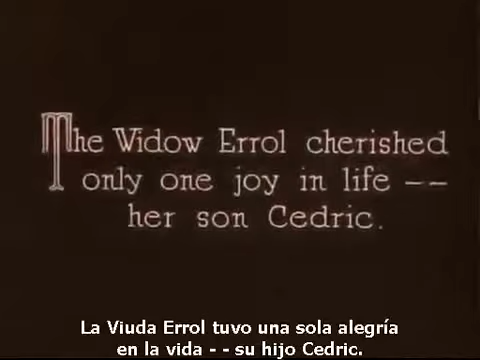 The Widow Errol cherished
only one joy in life --
her son Cedric.
La Viuda Errol tuvo una sola alegría
en la vida - - su hijo Cedric.